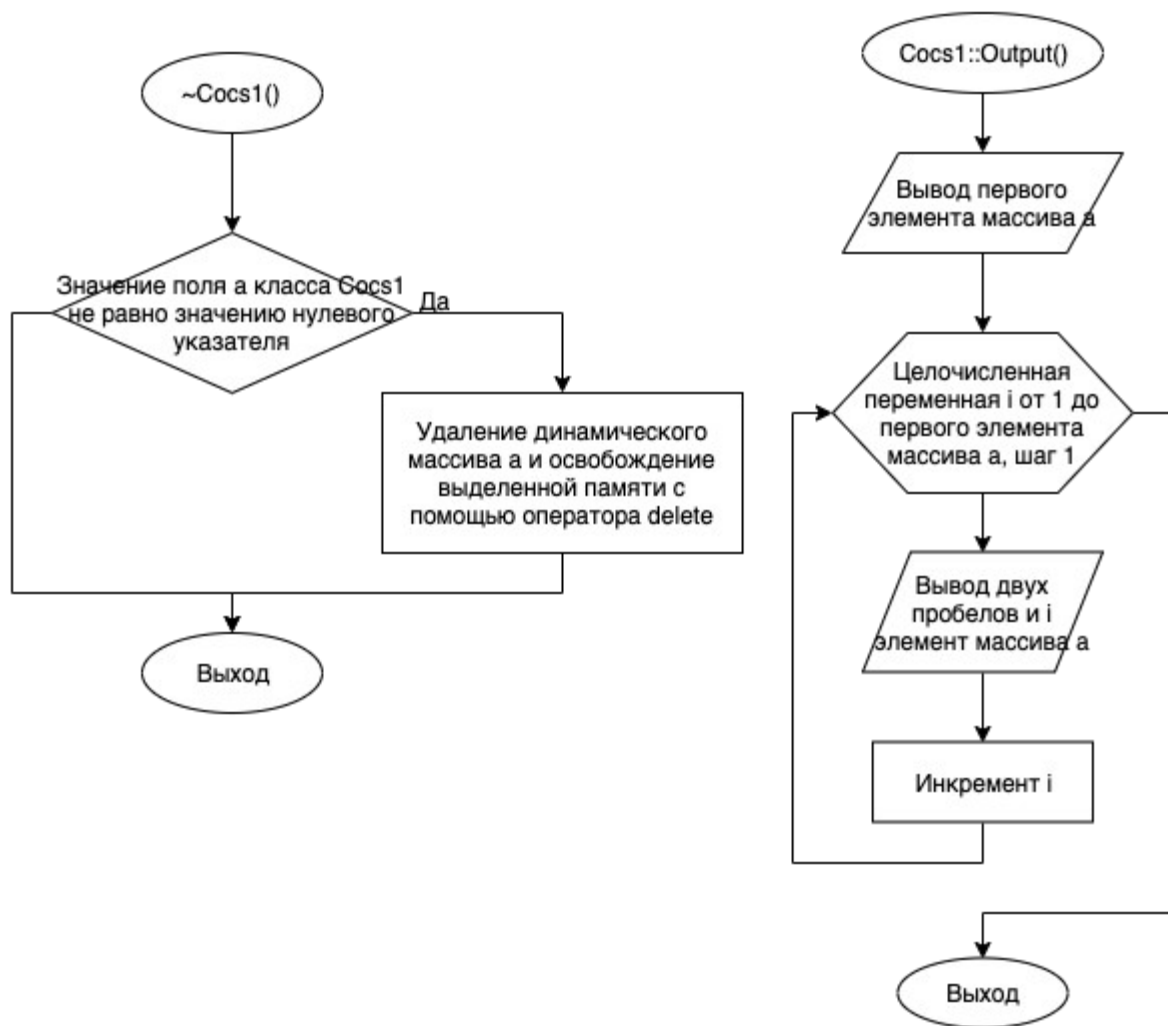 ~Cocs1()
Значение поля a класса Cocs1
не равно значению нулевого
указателя
Да
Удаление динамического
массива a и освобождение
выделенной памяти с
помощью оператора delete
Выход
Cocs1::Output()
Вывод первого
элемента массива a
Целочисленная
переменная i от 1 до
первого элемента
массива a, шаг 1
Вывод двух
пробелов и i
элемент массива a
Инкремент i
Выход